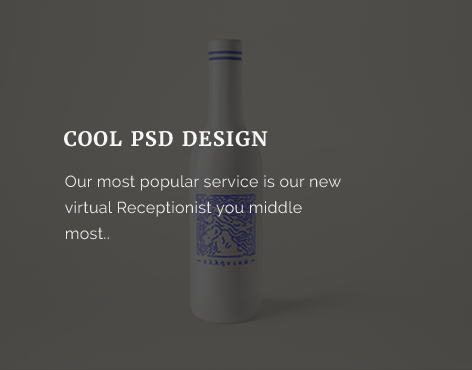 COOL PSD DESIGN
Our most popular service is our new
virtual Receptionist you middle
most..